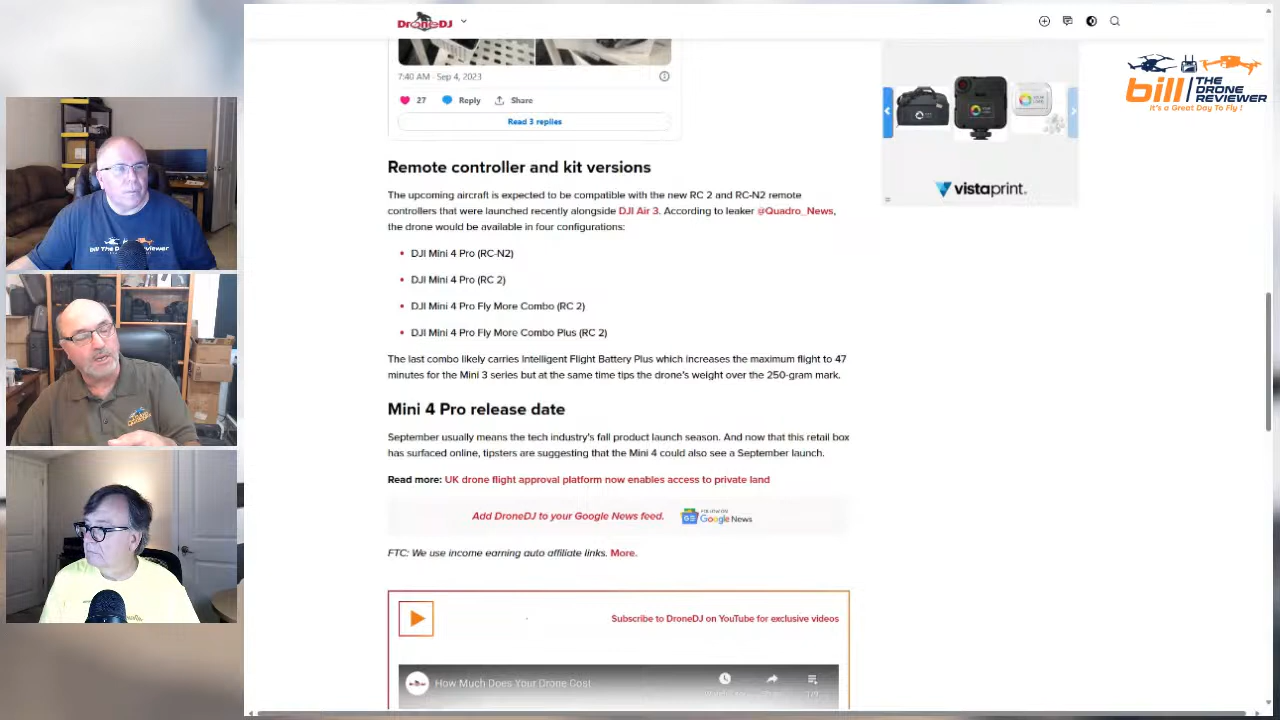 DroneDJ
7:40 AM · Sep 4, 2023
27 Reply Share
Read 3 replies
Remote controller and kit versions
The upcoming aircraft is expected to be compatible with the new RC 2 and RC-N2 remote
controllers that were launched recently alongside DJI Air 3. According to leaker @Quadro_News,
the drone would be available in four configurations:
• DJI Mini 4 Pro (RC-N2)
• DJI Mini 4 Pro (RC 2)
• DJI Mini 4 Pro Fly More Combo (RC 2)
• DJI Mini 4 Pro Fly More Combo Plus (RC 2)
The last combo likely carries Intelligent Flight Battery Plus which increases the maximum flight to 47
minutes for the Mini 3 series but at the same time tips the drone's weight over the 250-gram mark.
Mini 4 Pro release date
September usually means the tech industry's fall product launch season. And now that this retail box
has surfaced online, tipsters are suggesting that the Mini 4 could also see a September launch.
Read more: UK drone flight approval platform now enables access to private land
Add DroneDJ to your Google News feed.
Google News
FTC: We use income earning auto affiliate links. More.
Subscribe to DroneDJ on YouTube for exclusive videos
How Much Does Your Drone Cost
vistaprint.
bill THE
DRONE
REVIEWER
It's a Great Day To Fly !
bill The Drone Reviewer